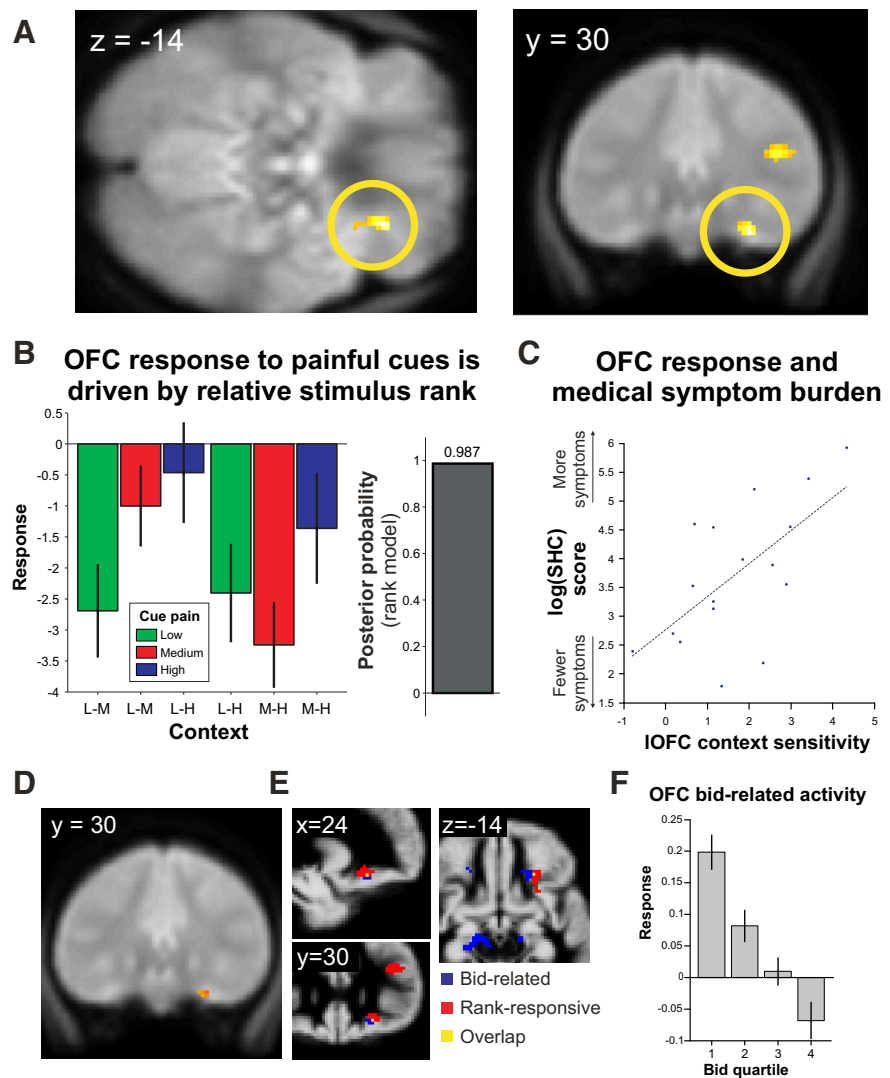 A
z = -14
y = 30
B
OFC response to painful cues is
driven by relative stimulus rank
0.5
0
-0.5
-1
-1.5
-2
-2.5
-3
-3.5
-4
Response
Cue pain
Low
Medium
High
L-M
L-M
L-H
L-H
M-H
M-H
Context
Posterior probability
(rank model)
0.987
1
0.8
0.6
0.4
0.2
0
C
OFC response and
medical symptom burden
More
symptoms
log(SHC)
score
Fewer
symptoms
6
5.5
5
4.5
4
3.5
3
2.5
2
1.5
-1
0
1
2
3
4
5
lOFC context sensitivity
D
y = 30
E
x=24
z=-14
y=30
Bid-related
Rank-responsive
Overlap
F
OFC bid-related activity
Response
0.25
0.2
0.15
0.1
0.05
0
-0.05
-0.1
1
2
3
4
Bid quartile